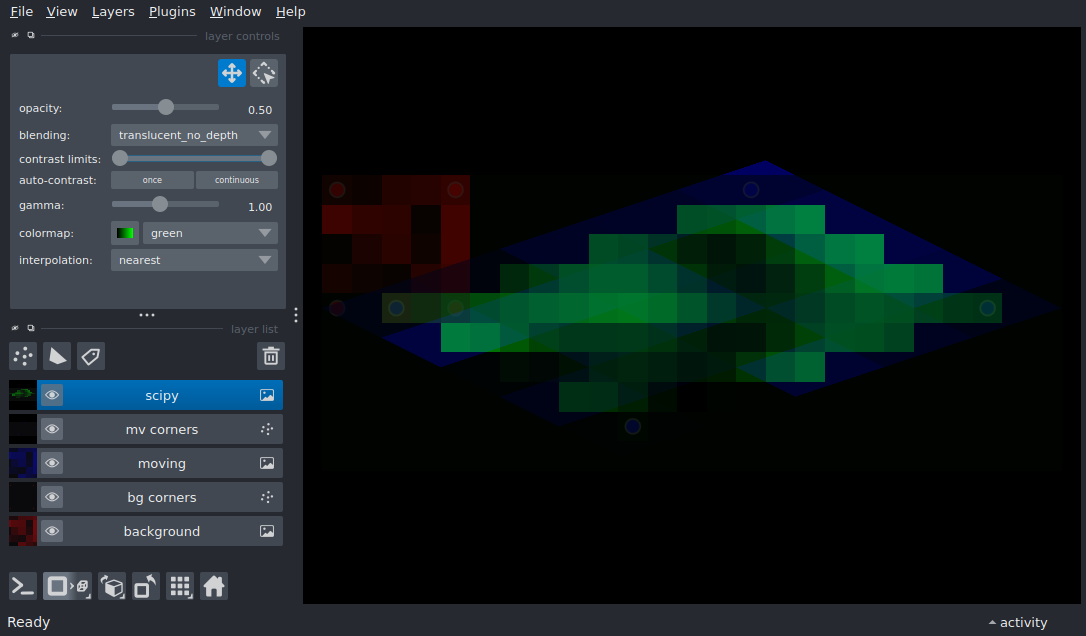 File View Layers Plugins Window Help
layer controls
opacity: 0.50
blending: translucent_no_depth
contrast limits:
auto-contrast: once continuous
gamma: 1.00
colormap: green
interpolation: nearest
layer list
scipy
mv corners
moving
bg corners
background
Ready activity